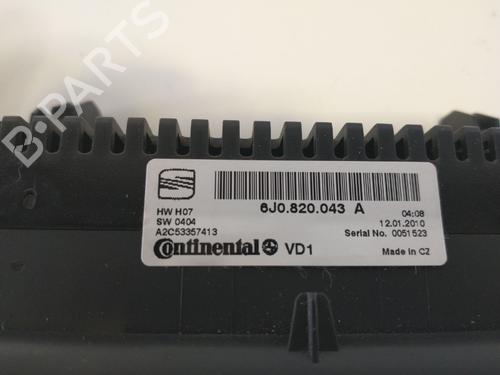 B-PARTS
6J0.820.043 A
HW H07
04:08
SW 0404
12.01.2010
A2C53357413
Serial No. 0051523
Continental VD1
Made in CZ